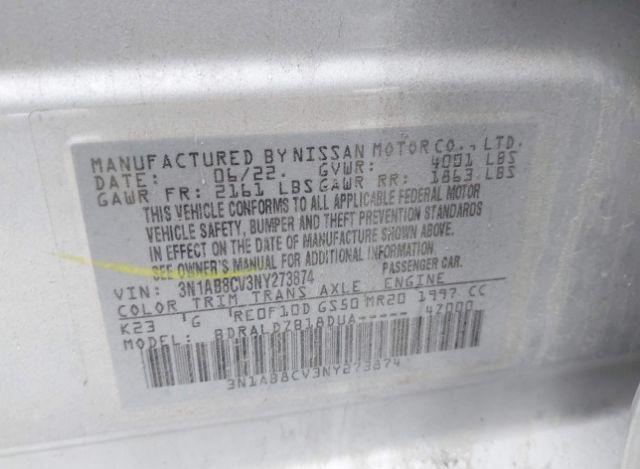 MANUFACTURED BY NISSAN MOTOR CO., LTD.
DATE: 06/22. GVWR: 4001 LBS
GAWR FR: 2161 LBS GAWR RR: 1863 LBS
THIS VEHICLE CONFORMS TO ALL APPLICABLE FEDERAL MOTOR
VEHICLE SAFETY, BUMPER AND THEFT PREVENTION STANDARDS
IN EFFECT ON THE DATE OF MANUFACTURE SHOWN ABOVE.
SEE OWNER'S MANUAL FOR ADDITIONAL INFORMATION.
VIN: 3N1AB8CV3NY273874 PASSENGER CAR.
COLOR TRIM TRANS AXLE ENGINE
K23 'G RE0F10D GS50 MR20 1997 CC
MODEL: BDRALDZB18DUA----- 42000
3N1AB8CV3NY273874